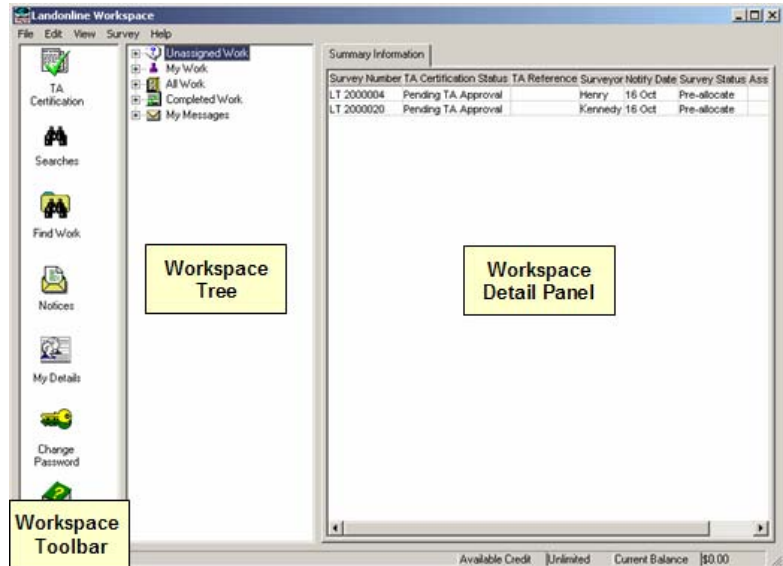 Landonline Workspace
File Edit View Survey Help
TA
Certification
Searches
Find Work
Notices
My Details
Change
Password
Workspace
Toolbar
Unassigned Work
My Work
All Work
Completed Work
My Messages
Workspace
Tree
Summary Information
Survey Number TA Certification Status TA Reference Surveyor Notify Date Survey Status Ass
LT 2000004 Pending TA Approval Henry 16 Oct Pre-allocate
LT 2000020 Pending TA Approval Kennedy 16 Oct Pre-allocate
Workspace
Detail Panel
Available Credit Unlimited Current Balance $0.00